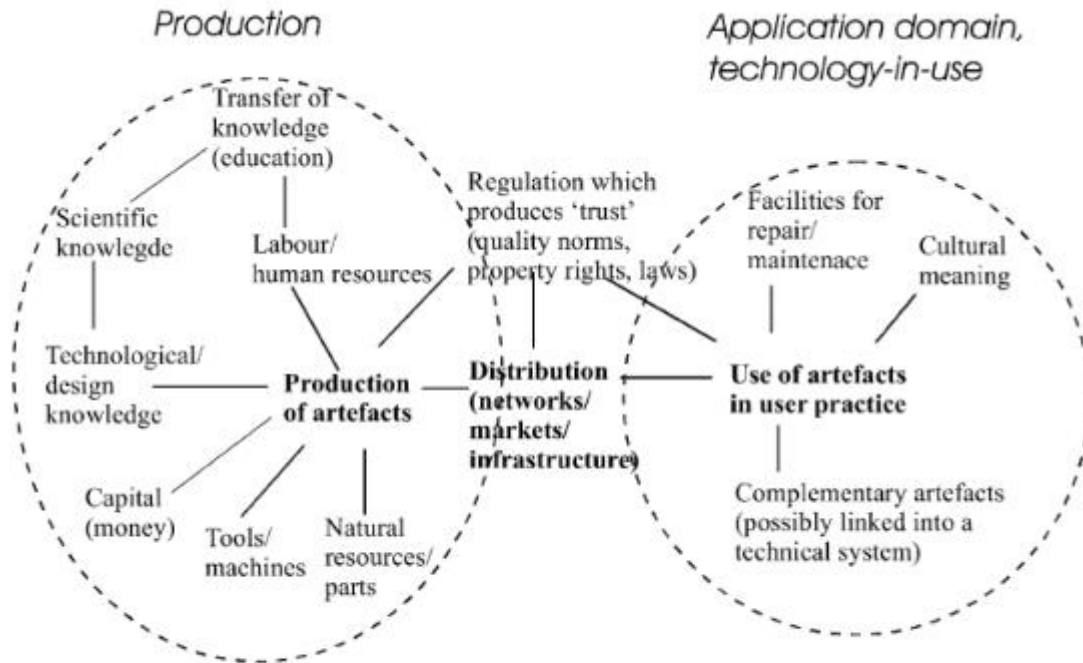 Production
Application domain,
technology-in-use
Transfer of
knowledge
(education)
Scientific
knowlegde
Labour/
human resources
Regulation which
produces ‘trust’
(quality norms,
property rights, laws)
Facilities for
repair/
maintenace
Cultural
meaning
Technological/
design
knowledge
Production
of artefacts
Distribution
(networks/
markets/
infrastructure)
Use of artefacts
in user practice
Capital
(money)
Tools/
machines
Natural
resources/
parts
Complementary artefacts
(possibly linked into a
technical system)